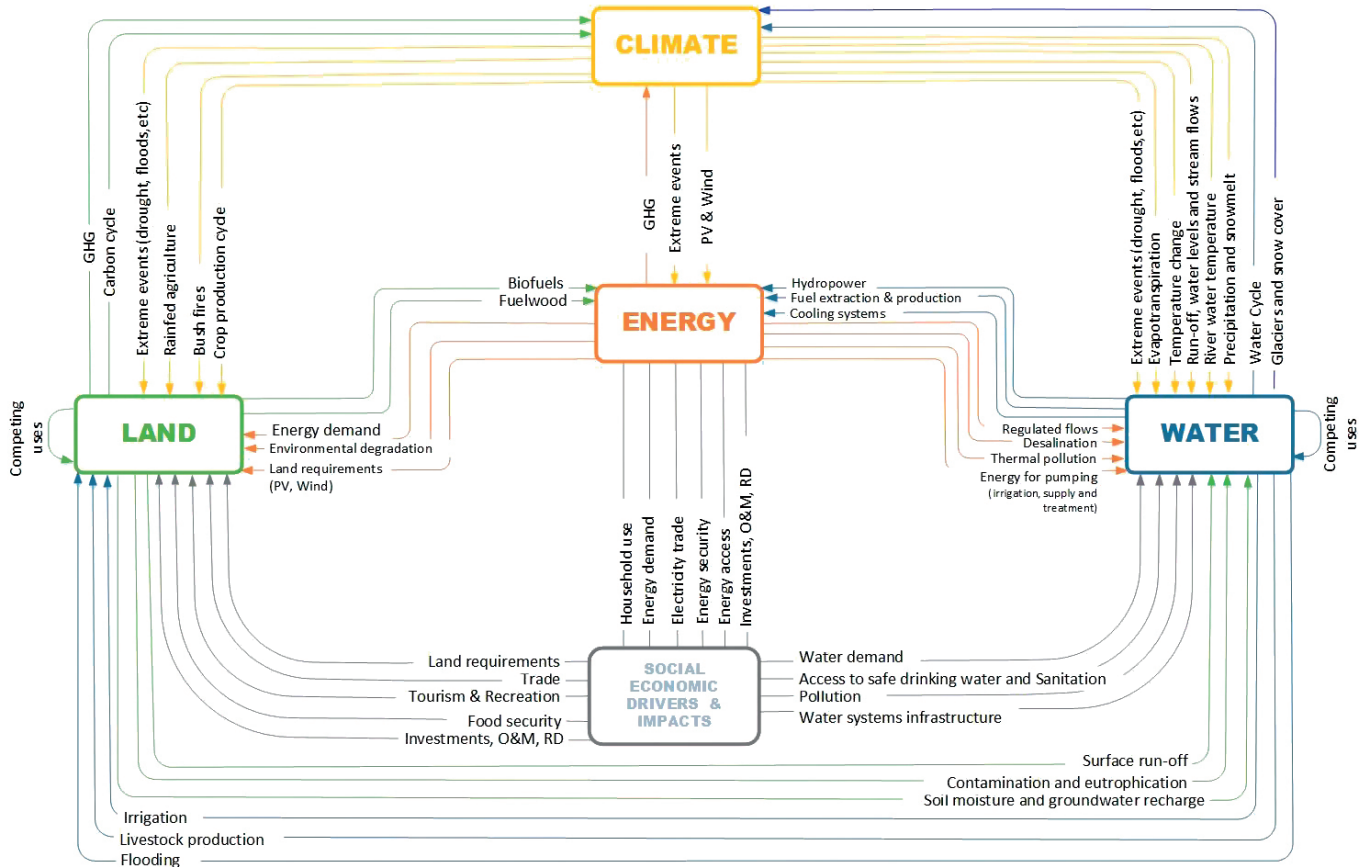 CLIMATE
GHG
Carbon cycle
Extreme events(drought, floods,etc)
Rainfed agriculture
Bush fires
Crop production cycle
GHG
Extreme events
PV & Wind
Extreme events(drought, floods,etc)
Evapotranspiration
Temperature change
Run-off, water levels and stream flows
River water temperature
Precipitation and snowmelt
Water Cycle
Glaciers and snow cover
Biofuels
Fuelwood
ENERGY
Hydropower
Fuel extraction & production
Cooling systems
Competing
uses
LAND
Energy demand
Environmental degradation
Land requirements
(PV, Wind)
Regulated flows
Desalination
Thermal pollution
Energy for pumping
(irrigation, supply and
treatment)
WATER
Competing
uses
Household use
Energy demand
Electricity trade
Energy security
Energy access
Investments, O&M, RD
Land requirements
Trade
Tourism & Recreation
Food security
Investments, O&M, RD
SOCIAL
ECONOMIC
DRIVERS &
IMPACTS
Water demand
Access to safe drinking water and Sanitation
Pollution
Water systems infrastructure
Surface run-off
Contamination and eutrophication
Soil moisture and groundwater recharge
Irrigation
Livestock production
Flooding